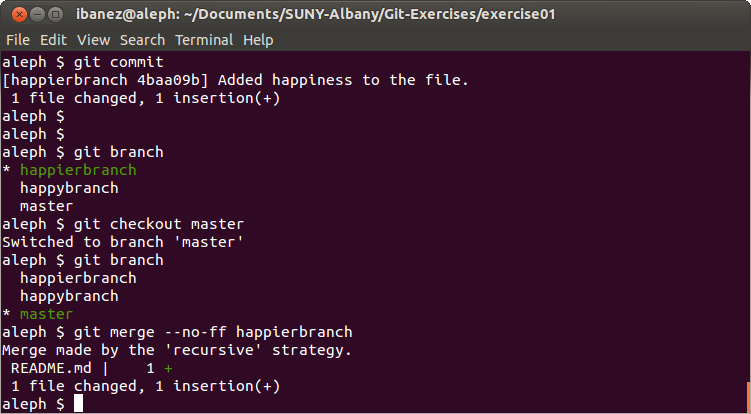 ibanez@aleph: ~/Documents/SUNY-Albany/Git-Exercises/exercise01
File Edit View Search Terminal Help
aleph $ git commit
[happierbranch 4baa09b] Added happiness to the file.
 1 file changed, 1 insertion(+)
aleph $
aleph $
aleph $ git branch
* happierbranch
  happybranch
  master
aleph $ git checkout master
Switched to branch 'master'
aleph $ git branch
  happierbranch
  happybranch
* master
aleph $ git merge --no-ff happierbranch
Merge made by the 'recursive' strategy.
 README.md |    1 +
 1 file changed, 1 insertion(+)
aleph $